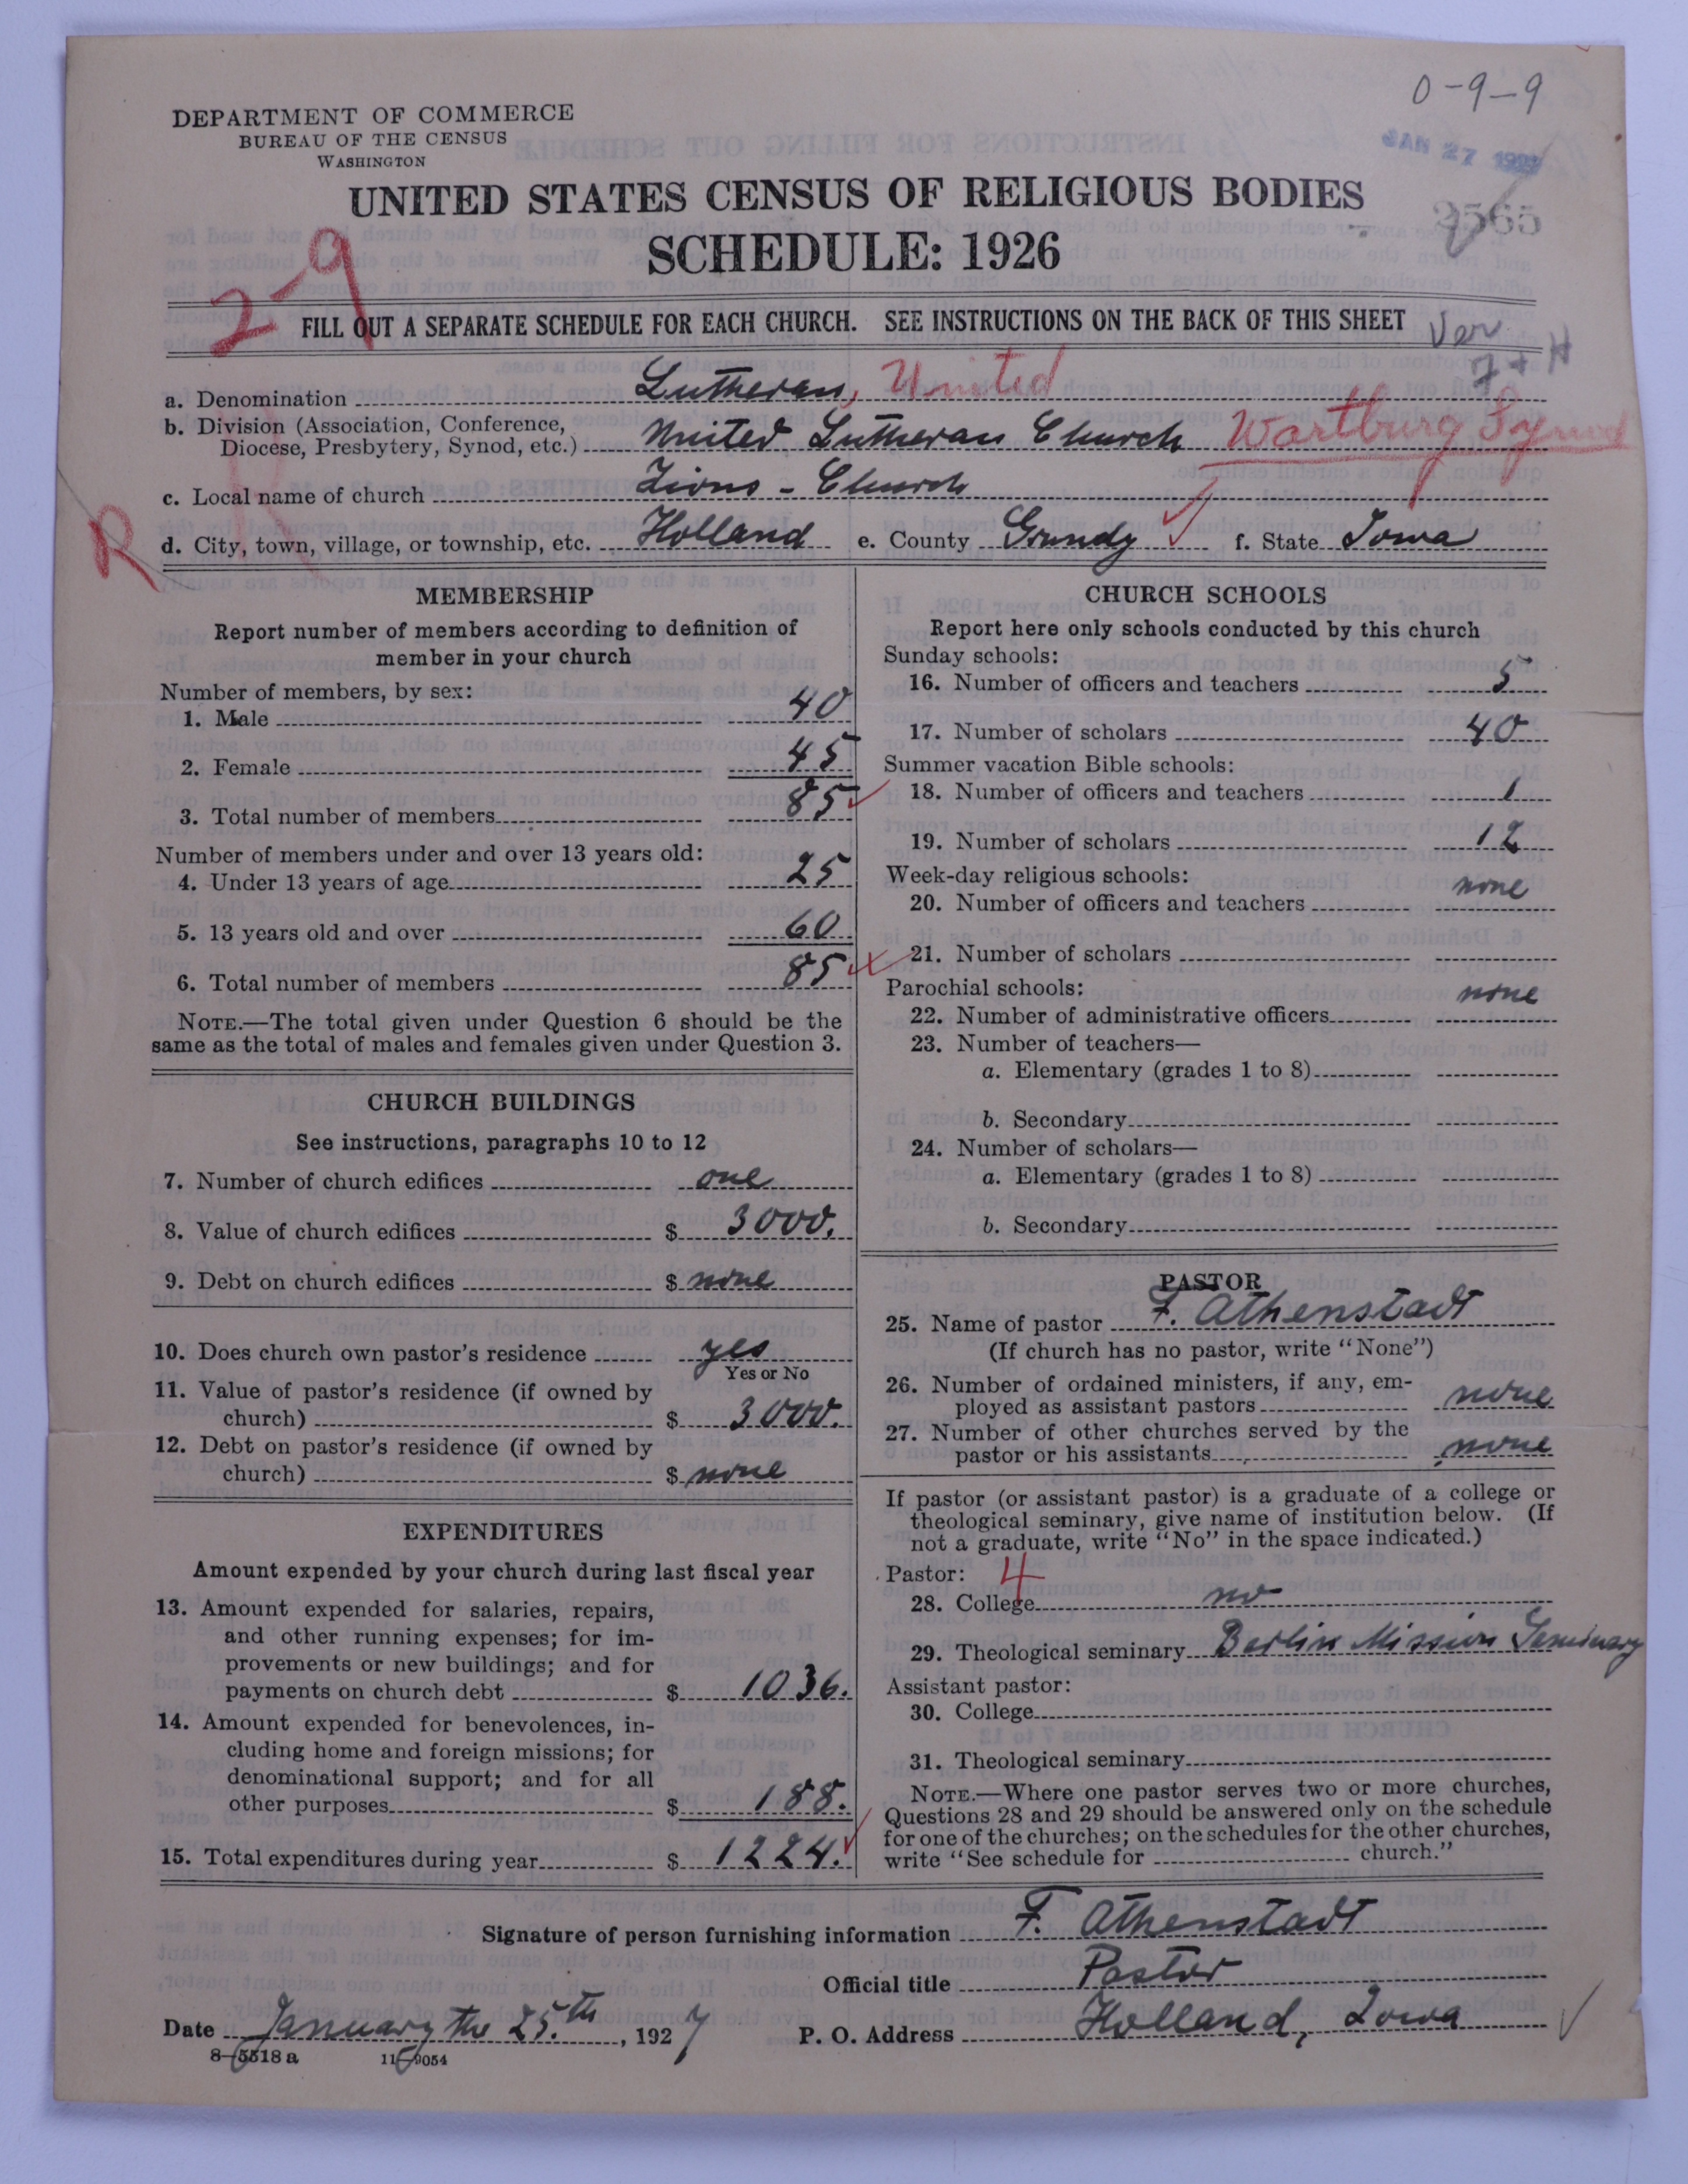 0-9-9
DEPARTMENT OF COMMERCE
BUREAU OF THE CENSUS
WASHINGTON
JAN 27 1927
UNITED STATES CENSUS OF RELIGIOUS BODIES
2565
SCHEDULE: 1926
2-9
FILL OUT A SEPARATE SCHEDULE FOR EACH CHURCH. SEE INSTRUCTIONS ON THE BACK OF THIS SHEET
Ver
7+H
a. Denomination Lutheran, United
b. Division (Association, Conference,
Diocese, Presbytery, Synod, etc.) United Lutheran Church Wartburg Synod
c. Local name of church Zions - Church
R
d. City, town, village, or township, etc. Holland e. County Grundy f. State Iowa
MEMBERSHIP
Report number of members according to definition of
member in your church
Number of members, by sex:
1. Male 40
2. Female 45
3. Total number of members 85
Number of members under and over 13 years old:
4. Under 13 years of age 25
5. 13 years old and over 60
6. Total number of members 85
NOTE.—The total given under Question 6 should be the
same as the total of males and females given under Question 3.
CHURCH BUILDINGS
See instructions, paragraphs 10 to 12
7. Number of church edifices one
8. Value of church edifices $ 3000.
9. Debt on church edifices $ none
10. Does church own pastor's residence yes
Yes or No
11. Value of pastor's residence (if owned by
church) $ 3000.
12. Debt on pastor's residence (if owned by
church) $ none
EXPENDITURES
Amount expended by your church during last fiscal year
13. Amount expended for salaries, repairs,
and other running expenses; for im-
provements or new buildings; and for
payments on church debt $ 1036.
14. Amount expended for benevolences, in-
cluding home and foreign missions; for
denominational support; and for all
other purposes $ 188.
15. Total expenditures during year $ 1224.
CHURCH SCHOOLS
Report here only schools conducted by this church
Sunday schools:
16. Number of officers and teachers 5
17. Number of scholars 40
Summer vacation Bible schools:
18. Number of officers and teachers 1
19. Number of scholars 12
Week-day religious schools:
20. Number of officers and teachers none
21. Number of scholars
Parochial schools:
22. Number of administrative officers none
23. Number of teachers—
a. Elementary (grades 1 to 8)
b. Secondary
24. Number of scholars—
a. Elementary (grades 1 to 8)
b. Secondary
PASTOR
25. Name of pastor F. Athenstadt
(If church has no pastor, write "None")
26. Number of ordained ministers, if any, em-
ployed as assistant pastors none
27. Number of other churches served by the
pastor or his assistants none
If pastor (or assistant pastor) is a graduate of a college or
theological seminary, give name of institution below. (If
not a graduate, write "No" in the space indicated.)
Pastor: 4
28. College no
29. Theological seminary Berlin Mission Seminary
Assistant pastor:
30. College
31. Theological seminary
NOTE.—Where one pastor serves two or more churches,
Questions 28 and 29 should be answered only on the schedule
for one of the churches; on the schedules for the other churches,
write "See schedule for church."
Signature of person furnishing information F. Athenstadt
Official title Pastor
Date January the 25.th, 1927 P. O. Address Holland, Iowa
8-5518a 11-9054